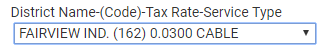 District Name-(Code)-Tax Rate-Service Type
FAIRVIEW IND. (162) 0.0300 CABLE